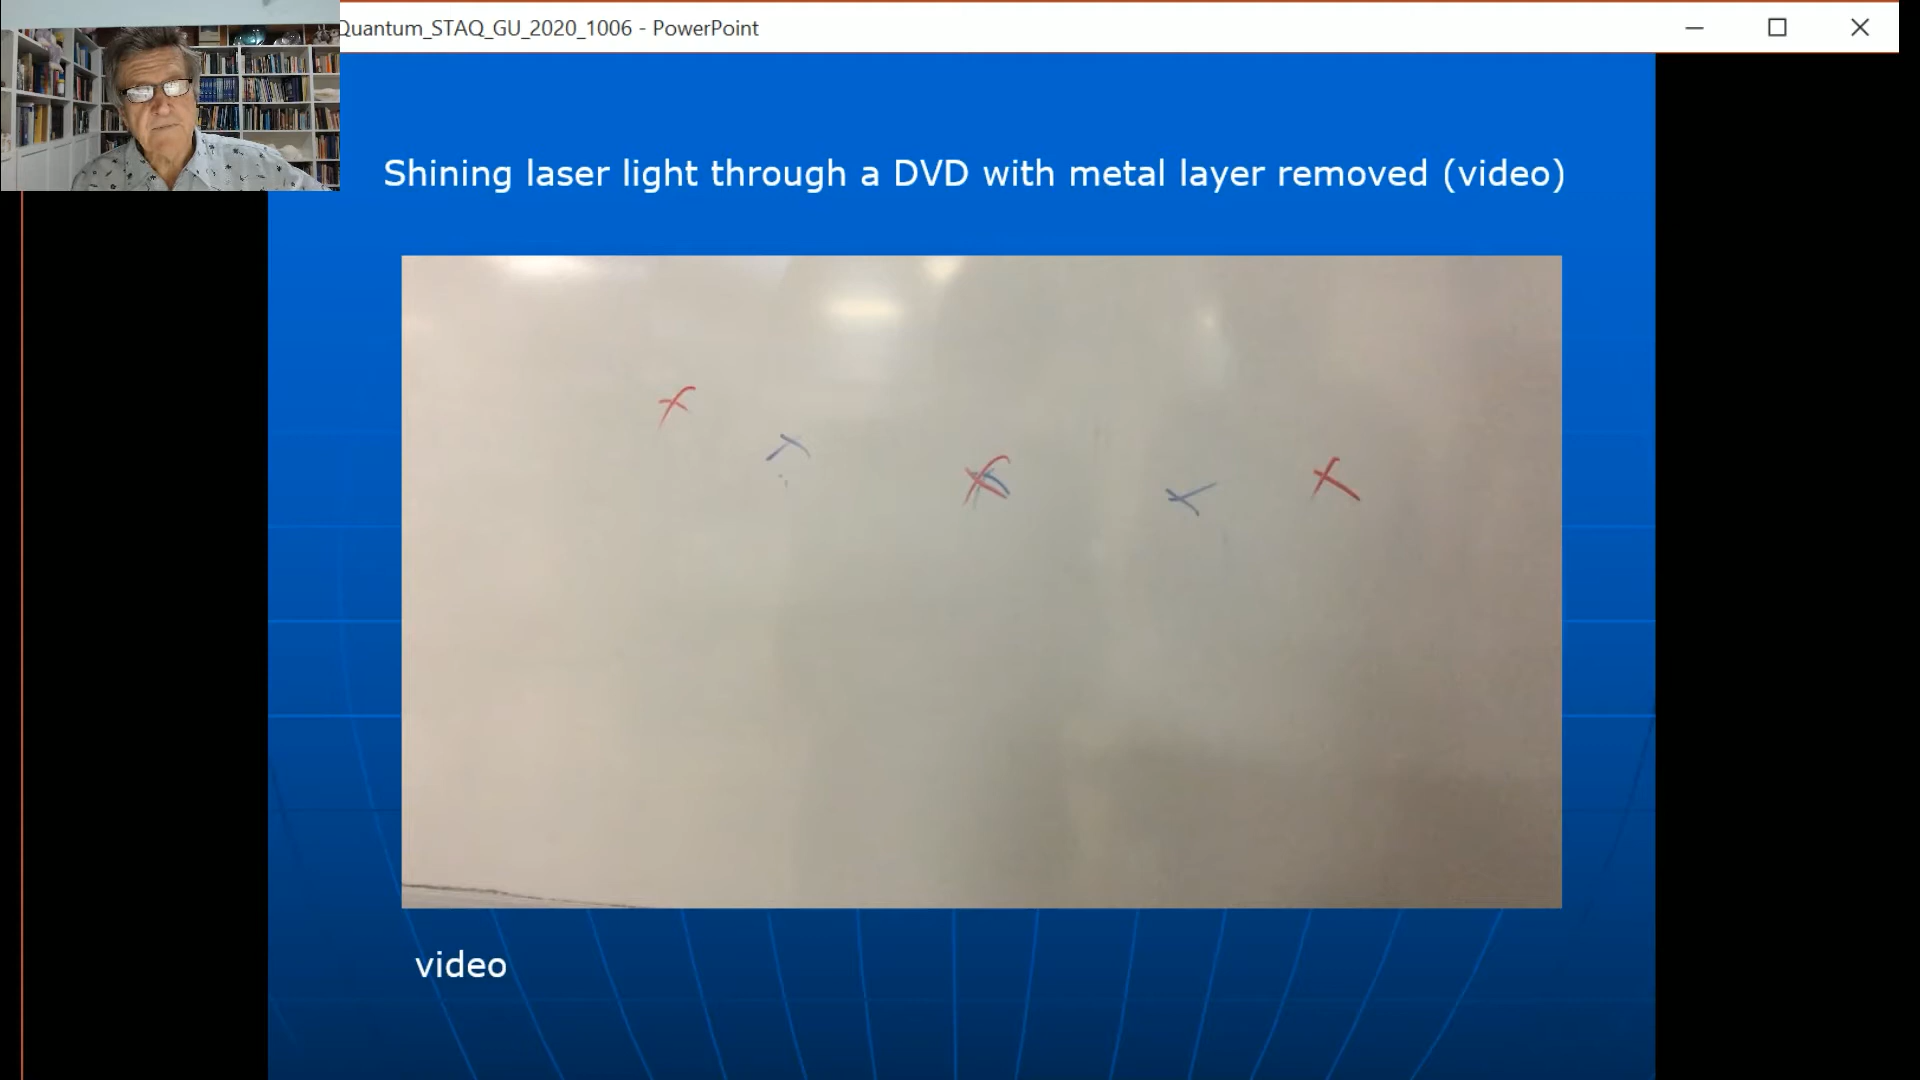 Quantum_STAQ_GU_2020_1006 - PowerPoint
Shining laser light through a DVD with metal layer removed (video)
video